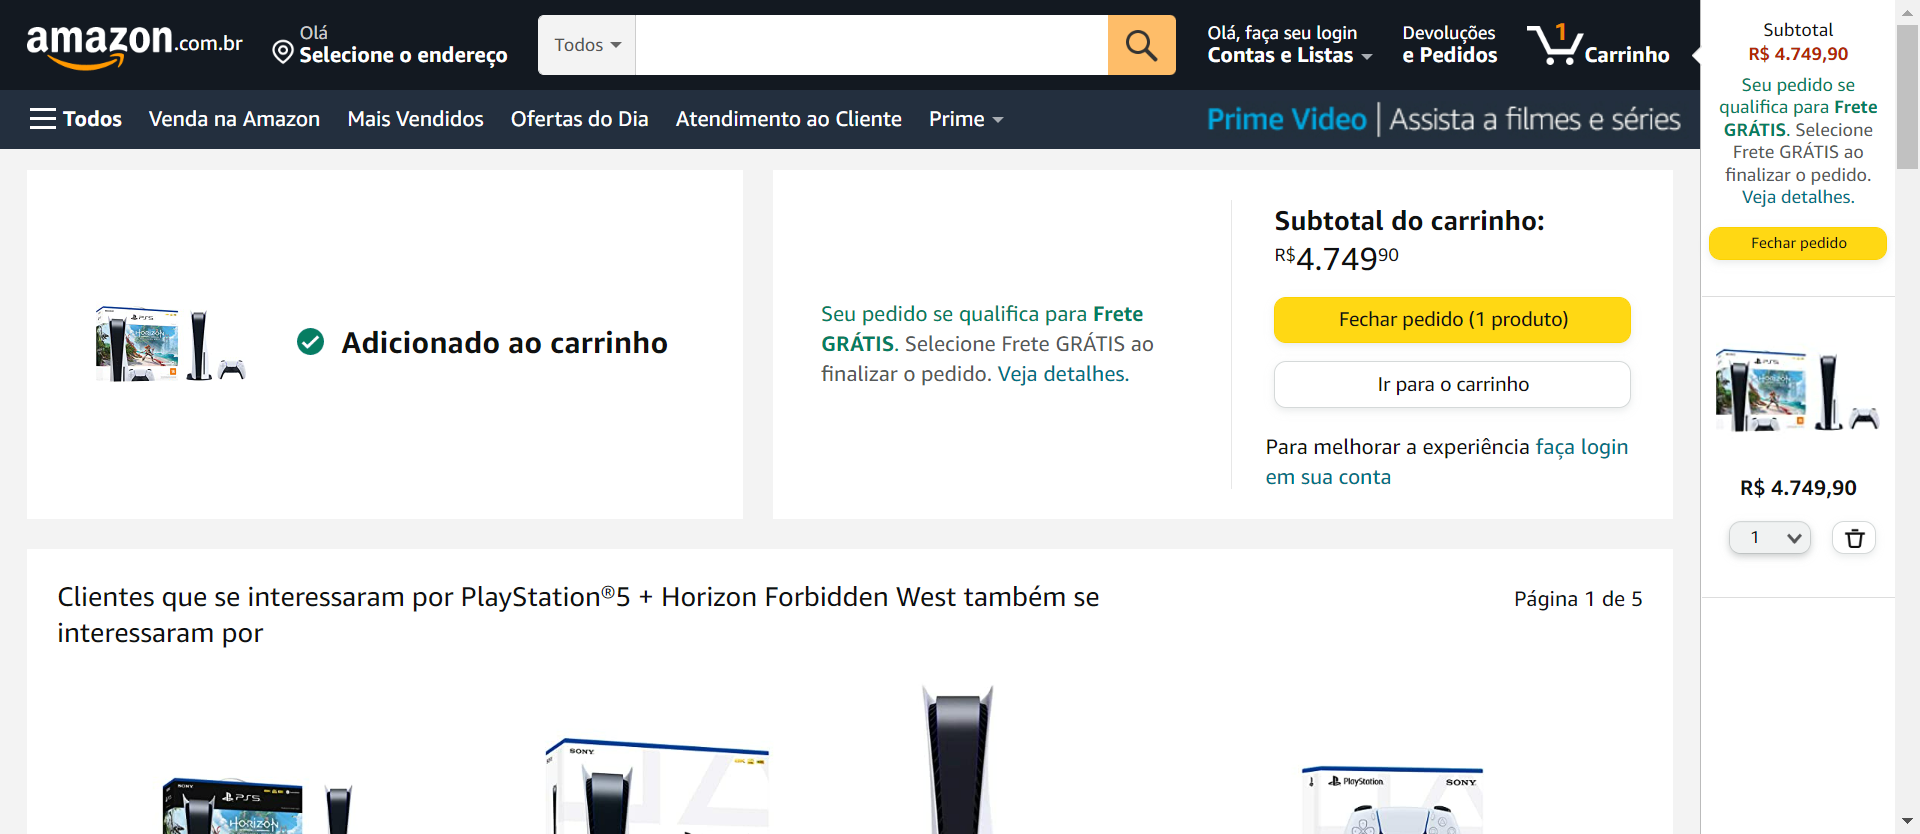 amazon.com.br
Olá
Selecione o endereço
Todos
Olá, faça seu login
Contas e Listas
Devoluções
e Pedidos
1
Carrinho
Todos
Venda na Amazon
Mais Vendidos
Ofertas do Dia
Atendimento ao Cliente
Prime
Prime Video | Assista a filmes e séries
Adicionado ao carrinho
Seu pedido se qualifica para Frete
GRÁTIS. Selecione Frete GRÁTIS ao
finalizar o pedido. Veja detalhes.
Subtotal do carrinho:
R$4.74990
Fechar pedido (1 produto)
Ir para o carrinho
Para melhorar a experiência faça login
em sua conta
Clientes que se interessaram por PlayStation®5 + Horizon Forbidden West também se
interessaram por
Página 1 de 5
SONY
PS5
HORIZON
SONY
PlayStation
SONY
Subtotal
R$ 4.749,90
Seu pedido se
qualifica para Frete
GRÁTIS. Selecione
Frete GRÁTIS ao
finalizar o pedido.
Veja detalhes.
Fechar pedido
PS5
HORIZON
R$ 4.749,90
1